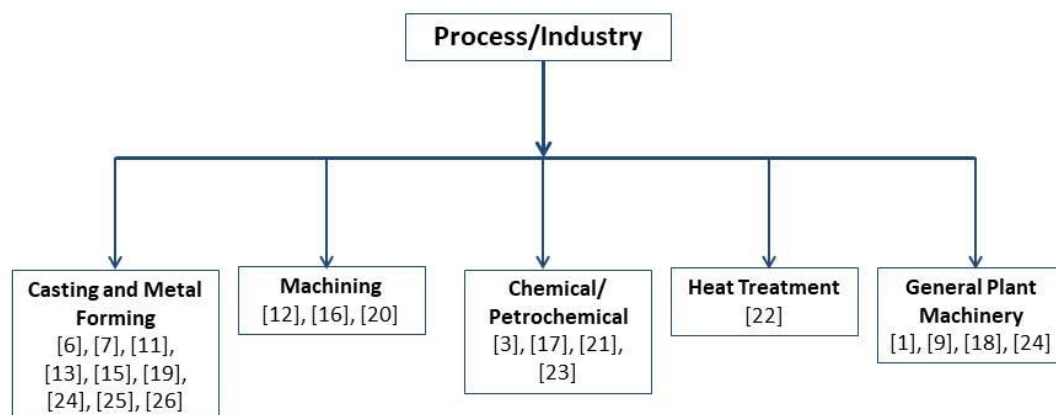 Process/Industry
Casting and Metal
Forming
[6], [7], [11],
[13], [15], [19],
[24], [25], [26]
Machining
[12], [16], [20]
Chemical/
Petrochemical
[3], [17], [21],
[23]
Heat Treatment
[22]
General Plant
Machinery
[1], [9], [18], [24]